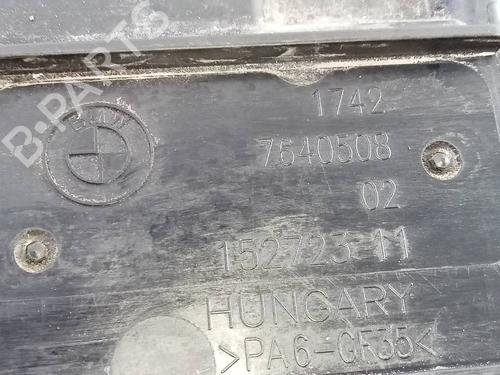 B-PARTS
BMW
1742
7640508
02
152723-11
HUNGARY
>PA6-GF35<